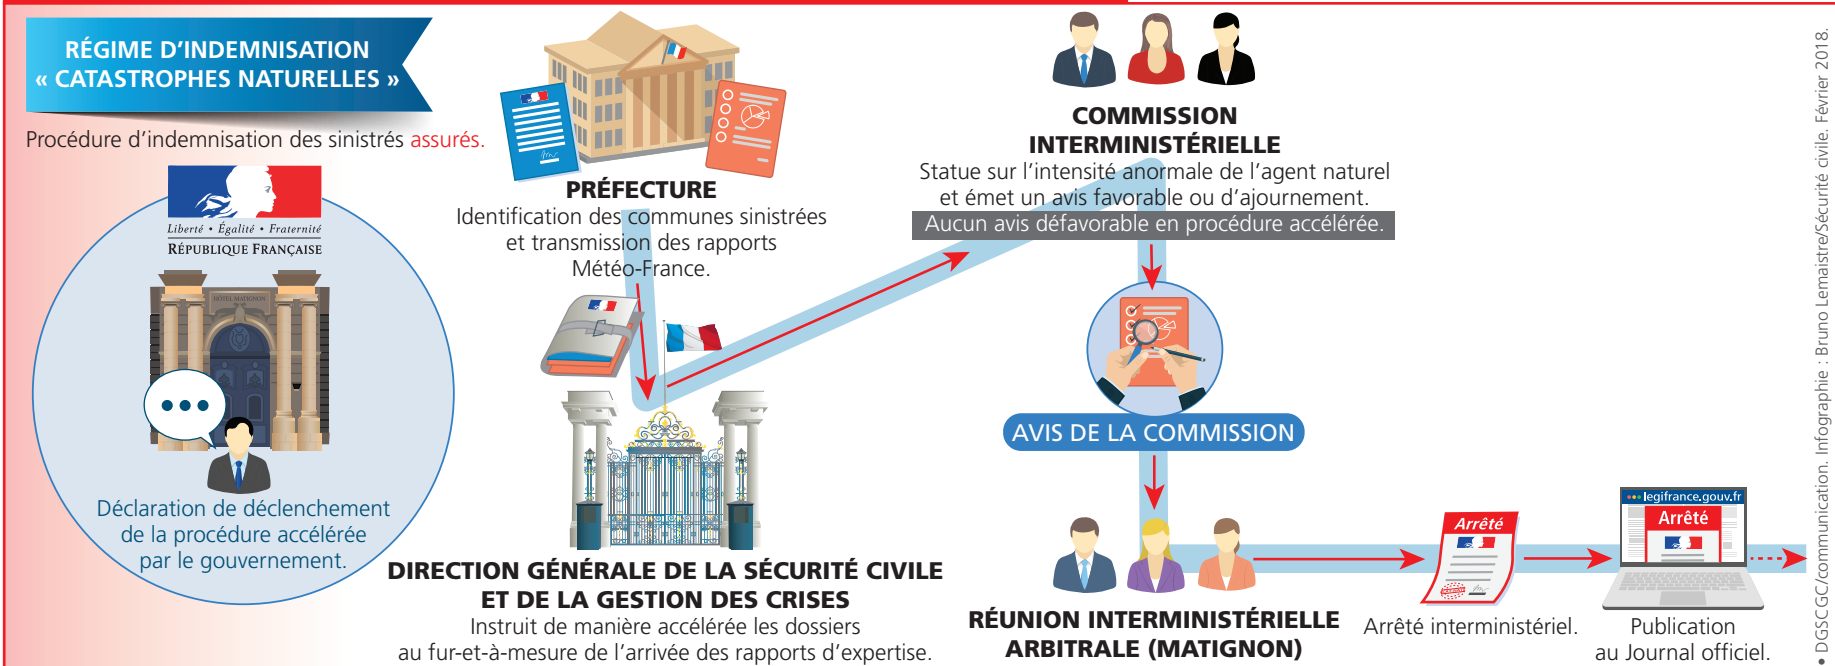 RÉGIME D'INDEMNISATION
« CATASTROPHES NATURELLES »
Procédure d'indemnisation des sinistrés assurés.
Liberté • Égalité • Fraternité
RÉPUBLIQUE FRANÇAISE
HÔTEL MATIGNON
Déclaration de déclenchement
de la procédure accélérée
par le gouvernement.
PRÉFECTURE
Identification des communes sinistrées
et transmission des rapports
Météo-France.
DIRECTION GÉNÉRALE DE LA SÉCURITÉ CIVILE
ET DE LA GESTION DES CRISES
Instruit de manière accélérée les dossiers
au fur-et-à-mesure de l'arrivée des rapports d'expertise.
COMMISSION
INTERMINISTÉRIELLE
Statue sur l'intensité anormale de l'agent naturel
et émet un avis favorable ou d'ajournement.
Aucun avis défavorable en procédure accélérée.
AVIS DE LA COMMISSION
RÉUNION INTERMINISTÉRIELLE
ARBITRALE (MATIGNON)
Arrêté
Arrêté interministériel.
legifrance.gouv.fr
Arrêté
Publication
au Journal officiel.
• DGSCGC/communication. Infographie : Bruno Lemaistre/Sécurité civile. Février 2018.